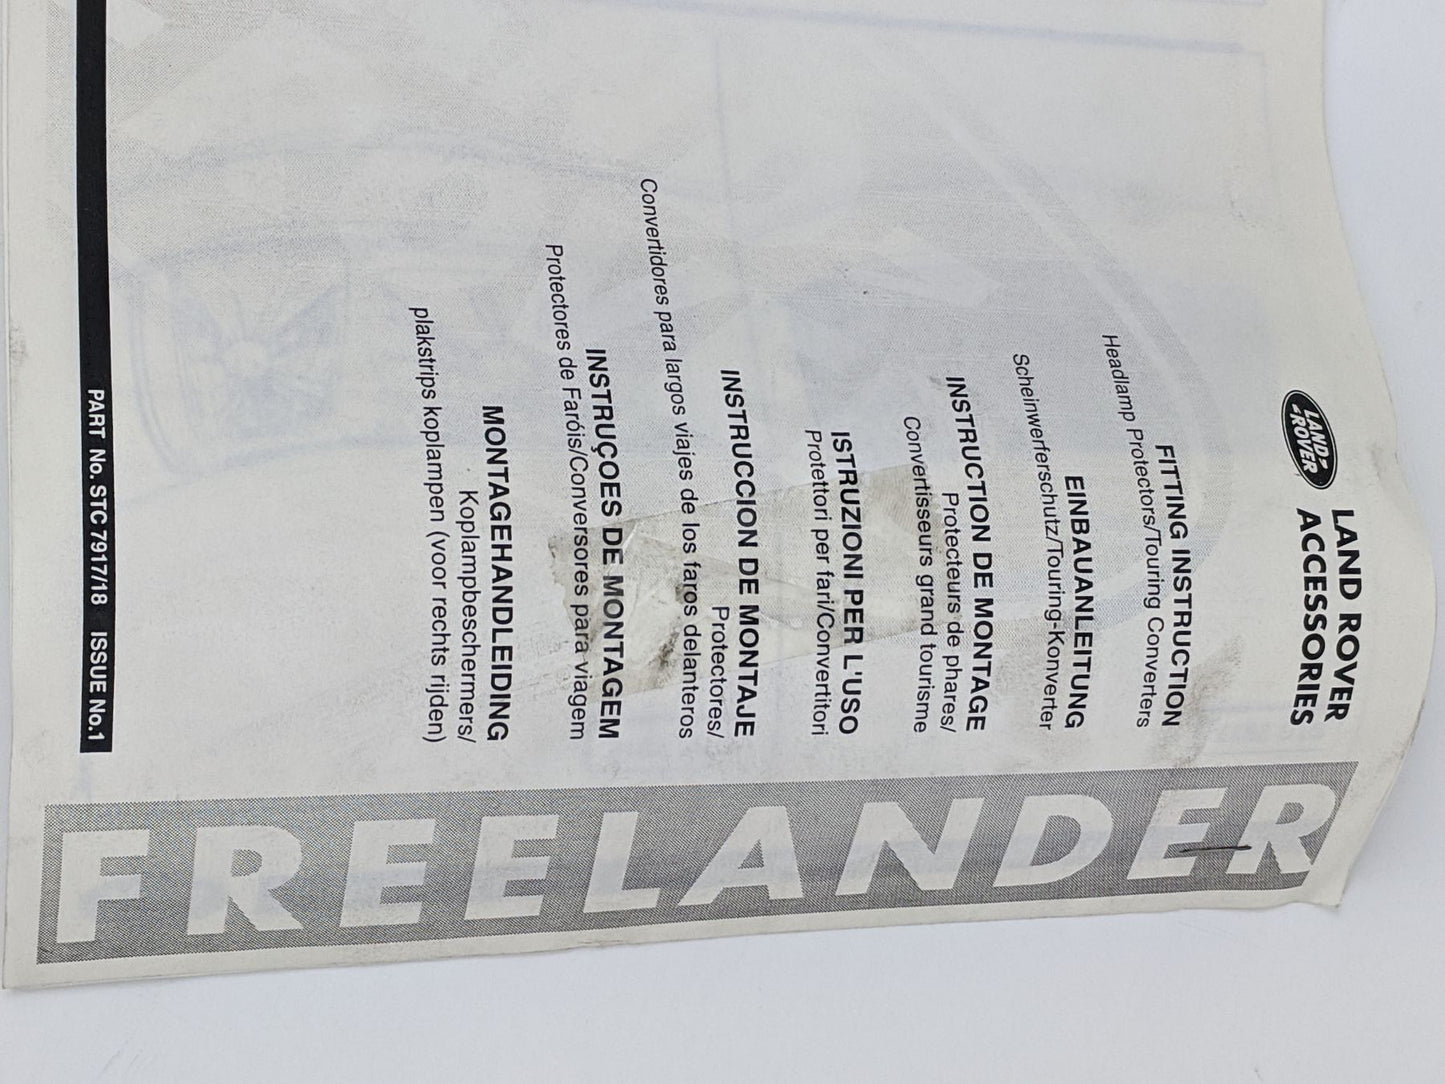 LAND
ROVER
LAND ROVER
ACCESSORIES
FITTING INSTRUCTION
Headlamp Protectors/Touring Converters
EINBAUANLEITUNG
Scheinwerferschutz/Touring-Konverter
INSTRUCTION DE MONTAGE
Protecteurs de phares/
Convertisseurs grand tourisme
ISTRUZIONI PER L'USO
Protettori per fari/Convertitori
INSTRUCCION DE MONTAJE
Protectores/
Convertidores para largos viajes de los faros delanteros
INSTRUÇOES DE MONTAGEM
Protectores de Faróis/Conversores para viagem
MONTAGEHANDLEIDING
Koplampbeschermers/
plakstrips koplampen (voor rechts rijden)
PART No. STC 7917/18 ISSUE No.1
FREELANDER